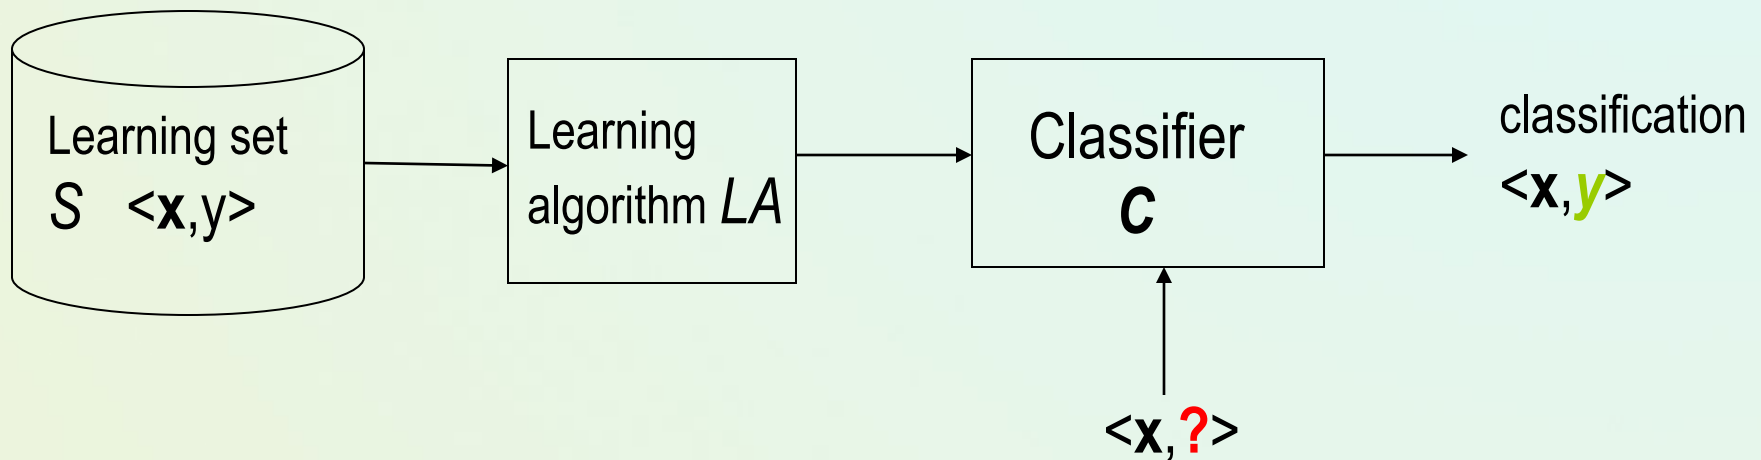 Learning set
S <x,y>
Learning
algorithm LA
Classifier
C
classification
<x,y>
<x,?>